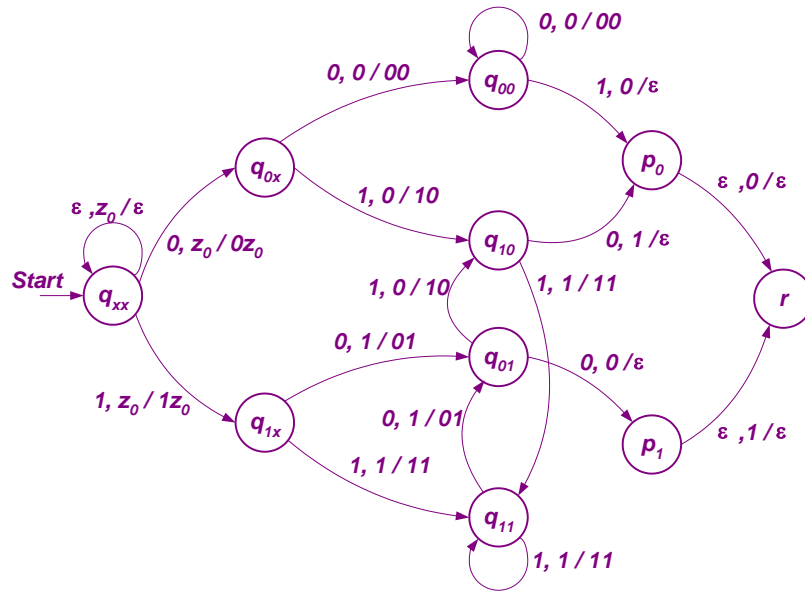 0, 0 / 00
0, 0 / 00
q00
1, 0 / ε
q0x
p0
ε ,z0 / ε
1, 0 / 10
ε ,0 / ε
0, z0 / 0z0
q10
0, 1 / ε
Start
qxx
1, 0 / 10
1, 1 / 11
r
0, 1 / 01
q01
0, 0 / ε
1, z0 / 1z0
q1x
0, 1 / 01
p1
ε ,1 / ε
1, 1 / 11
q11
1, 1 / 11